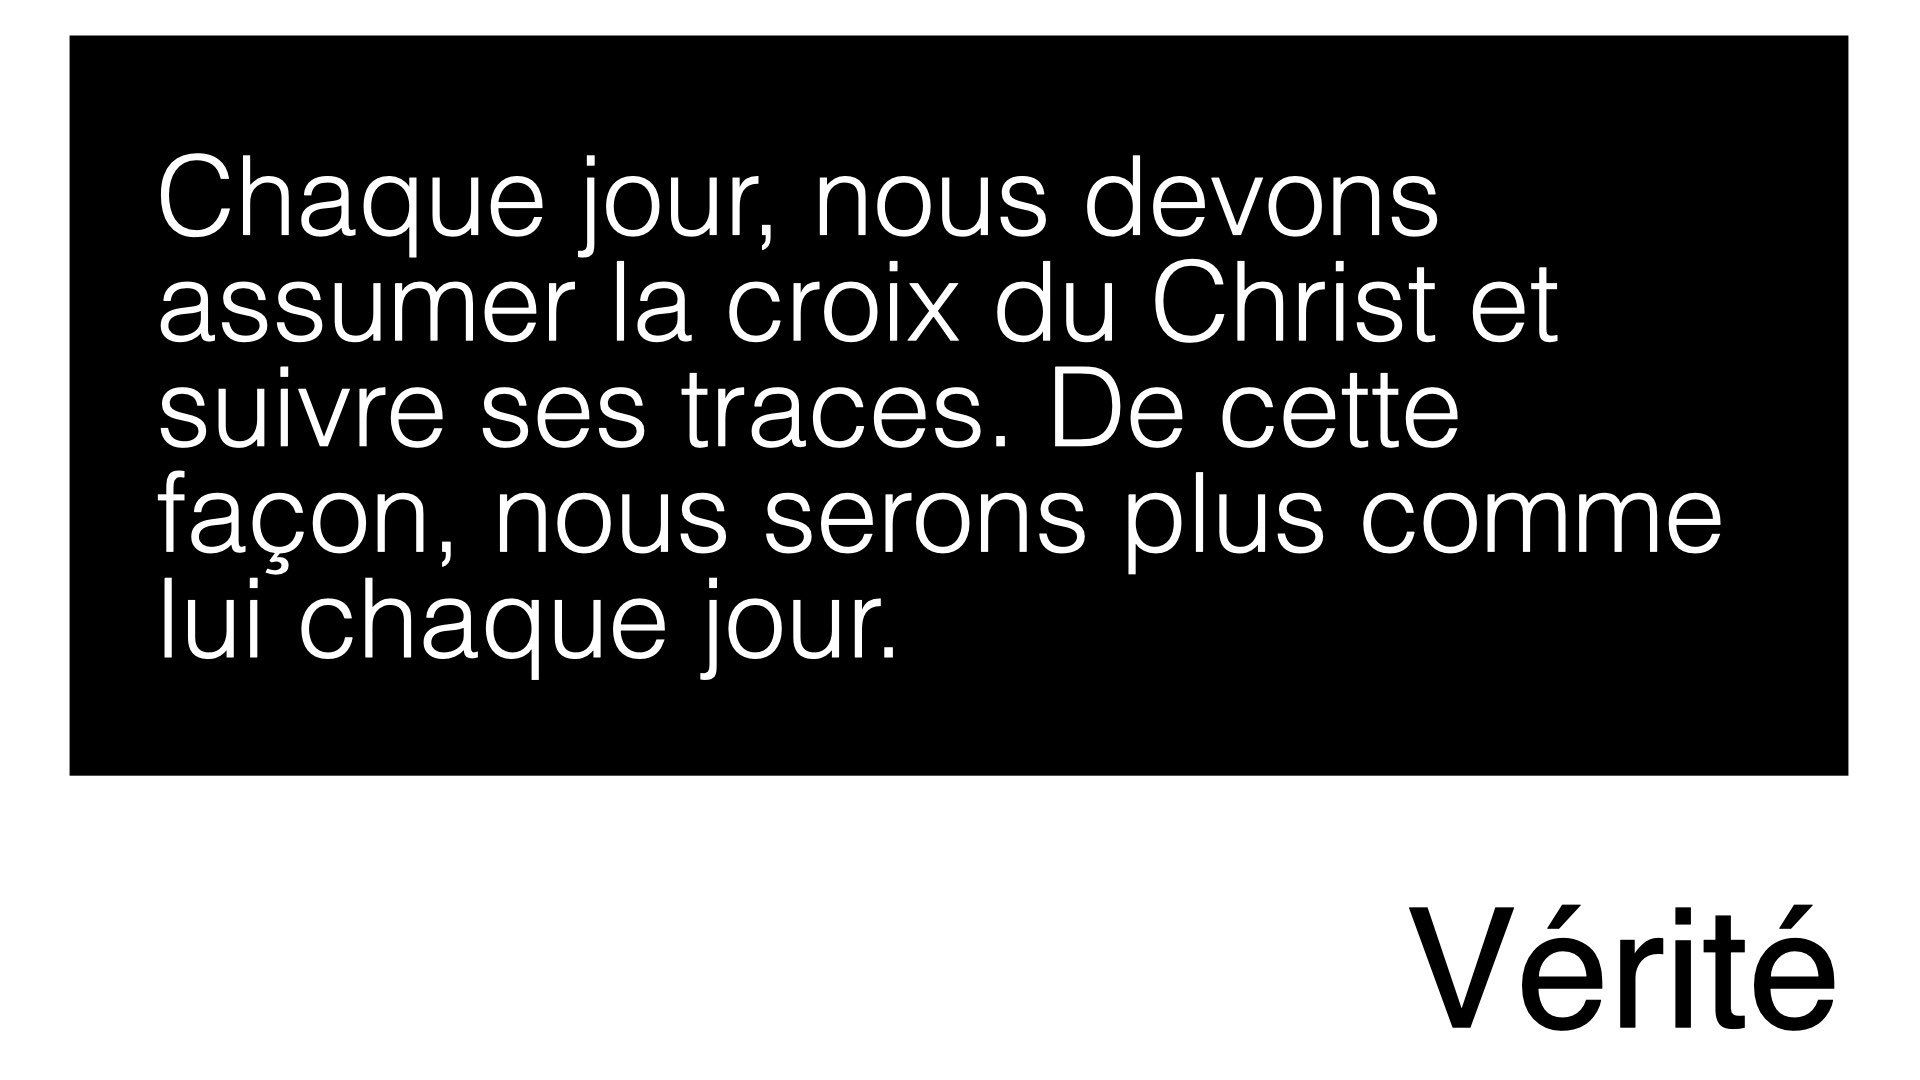 Chaque jour, nous devons
assumer la croix du Christ et
suivre ses traces. De cette
façon, nous serons plus comme
lui chaque jour.
Vérité